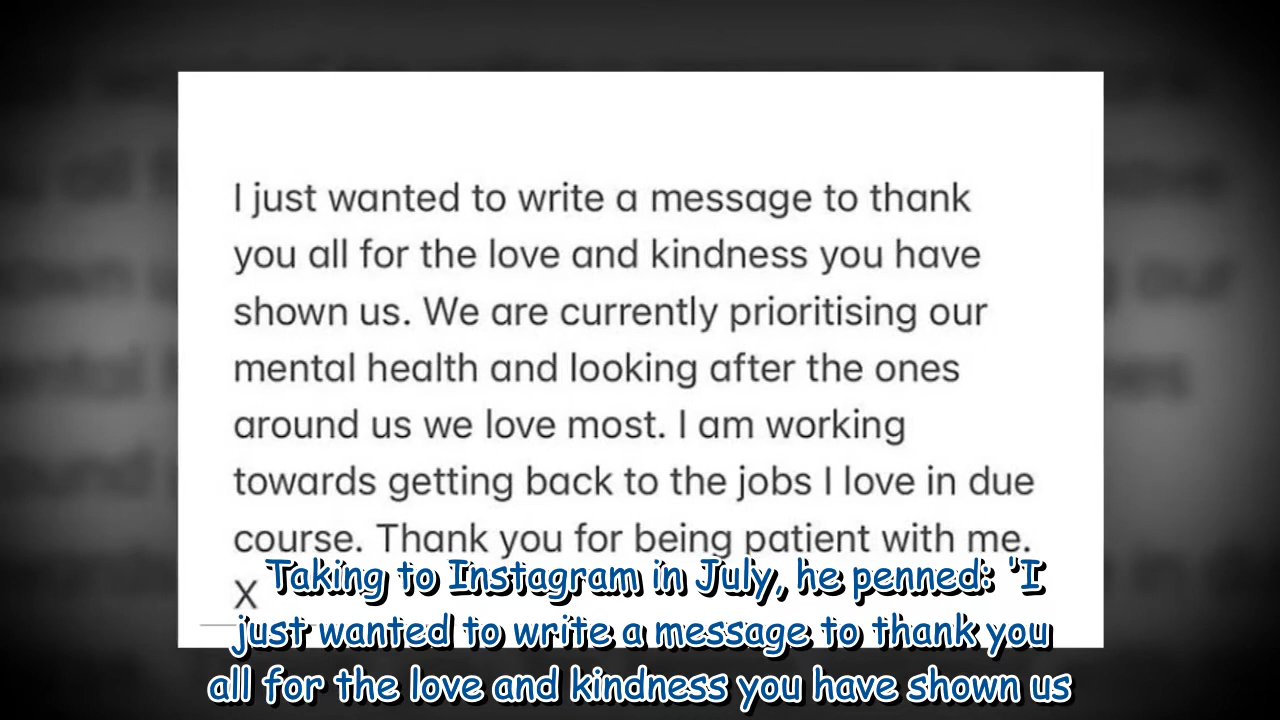 I just wanted to write a message to thank
you all for the love and kindness you have
shown us. We are currently prioritising our
mental health and looking after the ones
around us we love most. I am working
towards getting back to the jobs I love in due
course. Thank you for being patient with me.
X
Taking to Instagram in July, he penned: 'I
just wanted to write a message to thank you
all for the love and kindness you have shown us